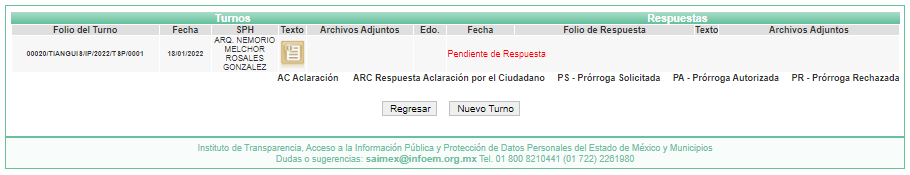 Turnos Respuestas
Folio del Turno Fecha SPH Texto Archivos Adjuntos Edo. Fecha Folio de Respuesta Texto Archivos Adjuntos
00020/TIANGUIS/IP/2022/TSP/0001 18/01/2022 ARQ. NEMORIO MELCHOR ROSALES GONZALEZ Pendiente de Respuesta
AC Aclaración ARC Respuesta Aclaración por el Ciudadano PS - Prórroga Solicitada PA - Prórroga Autorizada PR - Prórroga Rechazada
Regresar Nuevo Turno
Instituto de Transparencia, Acceso a la Información Pública y Protección de Datos Personales del Estado de México y Municipios
Dudas o sugerencias: saimex@infoem.org.mx Tel. 01 800 8210441 (01 722) 2261980